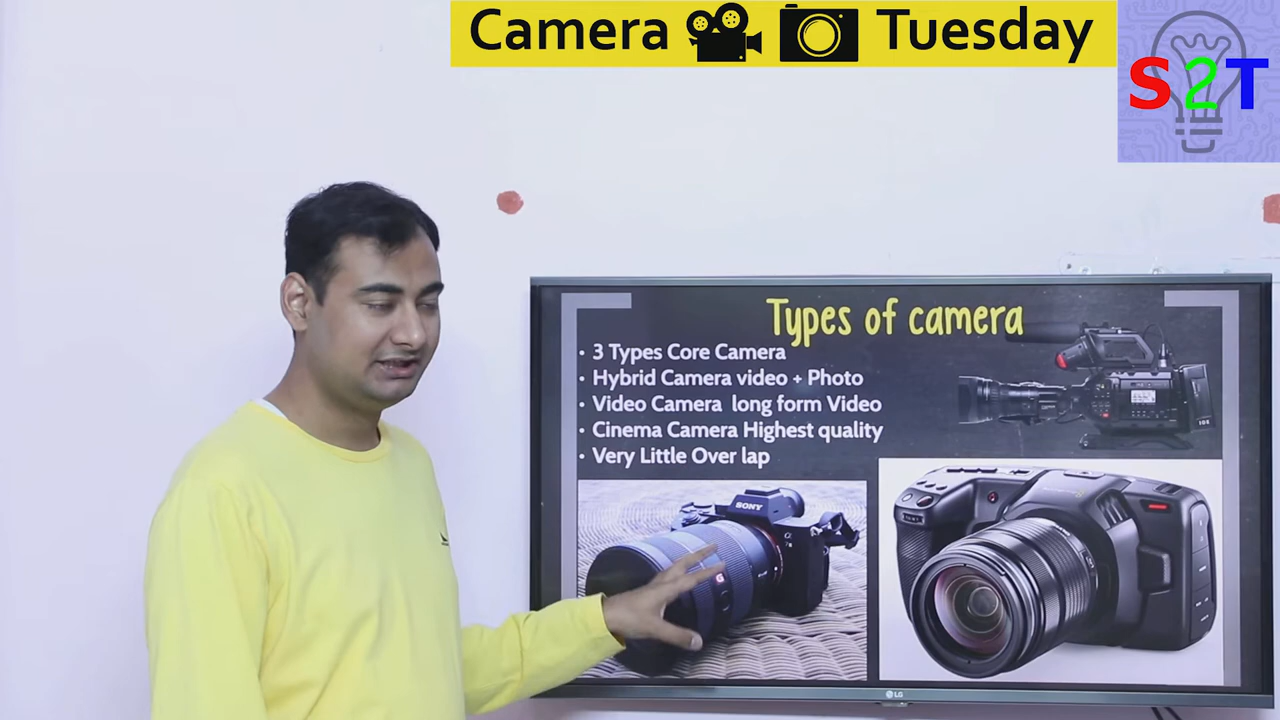 Camera Tuesday
S2T
Types of camera
• 3 Types Core Camera
• Hybrid Camera video + Photo
• Video Camera long form Video
• Cinema Camera Highest quality
• Very Little Over lap
SONY
LG